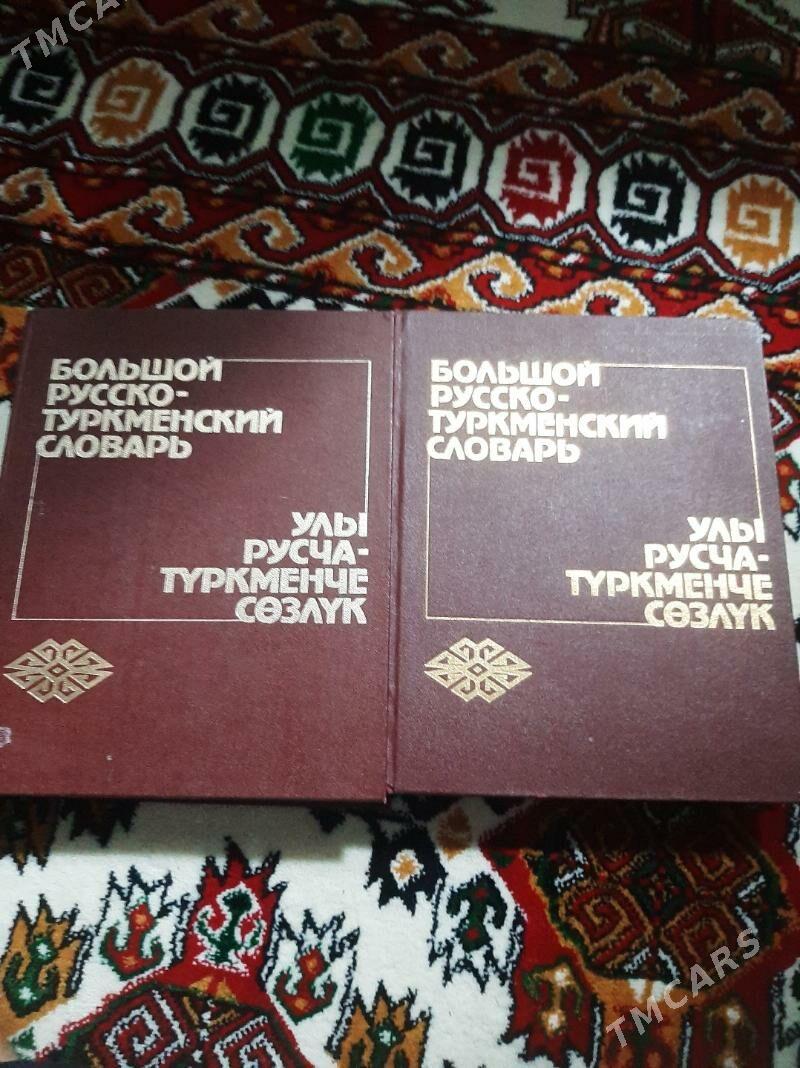 TMCARS
БОЛЬШОЙ
РУССКО-
ТУРКМЕНСКИЙ
СЛОВАРЬ
УЛЫ
РУСЧА-
ТҮРКМЕНЧЕ
СӨЗЛҮК
БОЛЬШОЙ
РУССКО-
ТУРКМЕНСКИЙ
СЛОВАРЬ
УЛЫ
РУСЧА-
ТҮРКМЕНЧЕ
СӨЗЛҮК
TMCARS